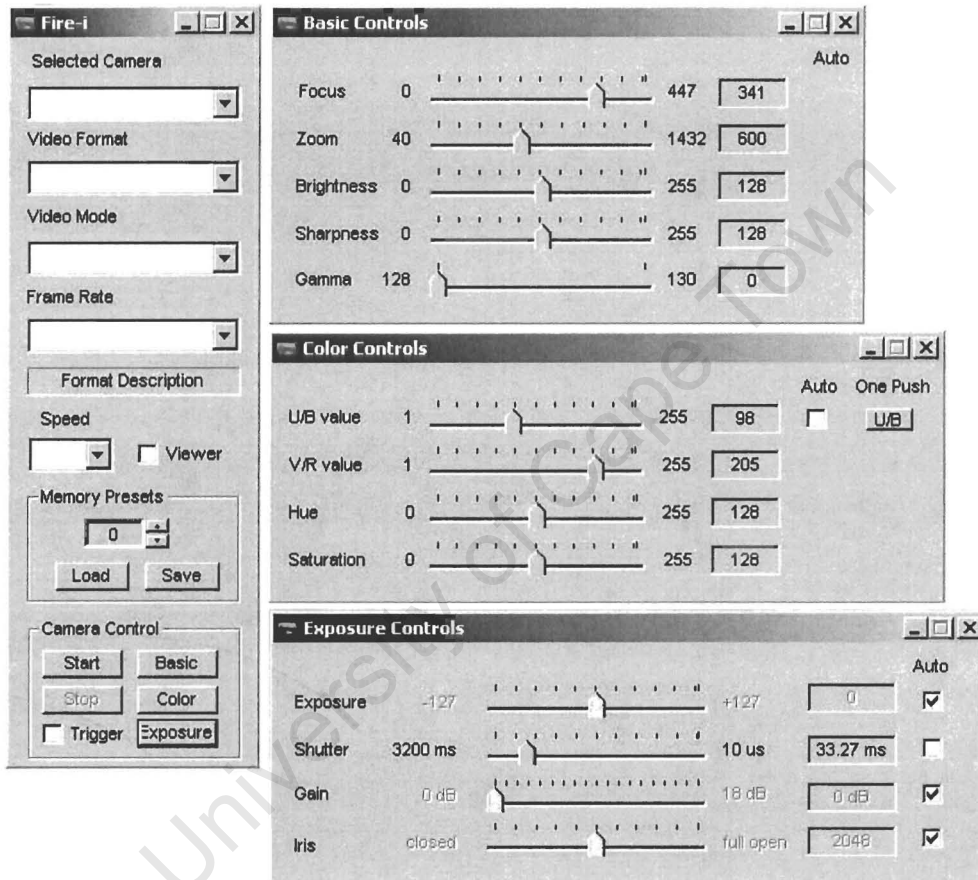 Fire-i
Selected Camera
Video Format
Video Mode
Frame Rate
Format Description
Speed
Viewer
Memory Presets
0
Load Save
Camera Control
Start Basic
Stop Color
Trigger Exposure
Basic Controls
Auto
Focus 0 447 341
Zoom 40 1432 600
Brightness 0 255 128
Sharpness 0 255 128
Gamma 128 130 0
Color Controls
Auto One Push
U/B value 1 255 98 U/B
V/R value 1 255 205
Hue 0 255 128
Saturation 0 255 128
Exposure Controls
Auto
Exposure -127 +127 0
Shutter 3200 ms 10 us 33.27 ms
Gain 0 dB 18 dB 0 dB
Iris closed full open 2048
University of Cape Town